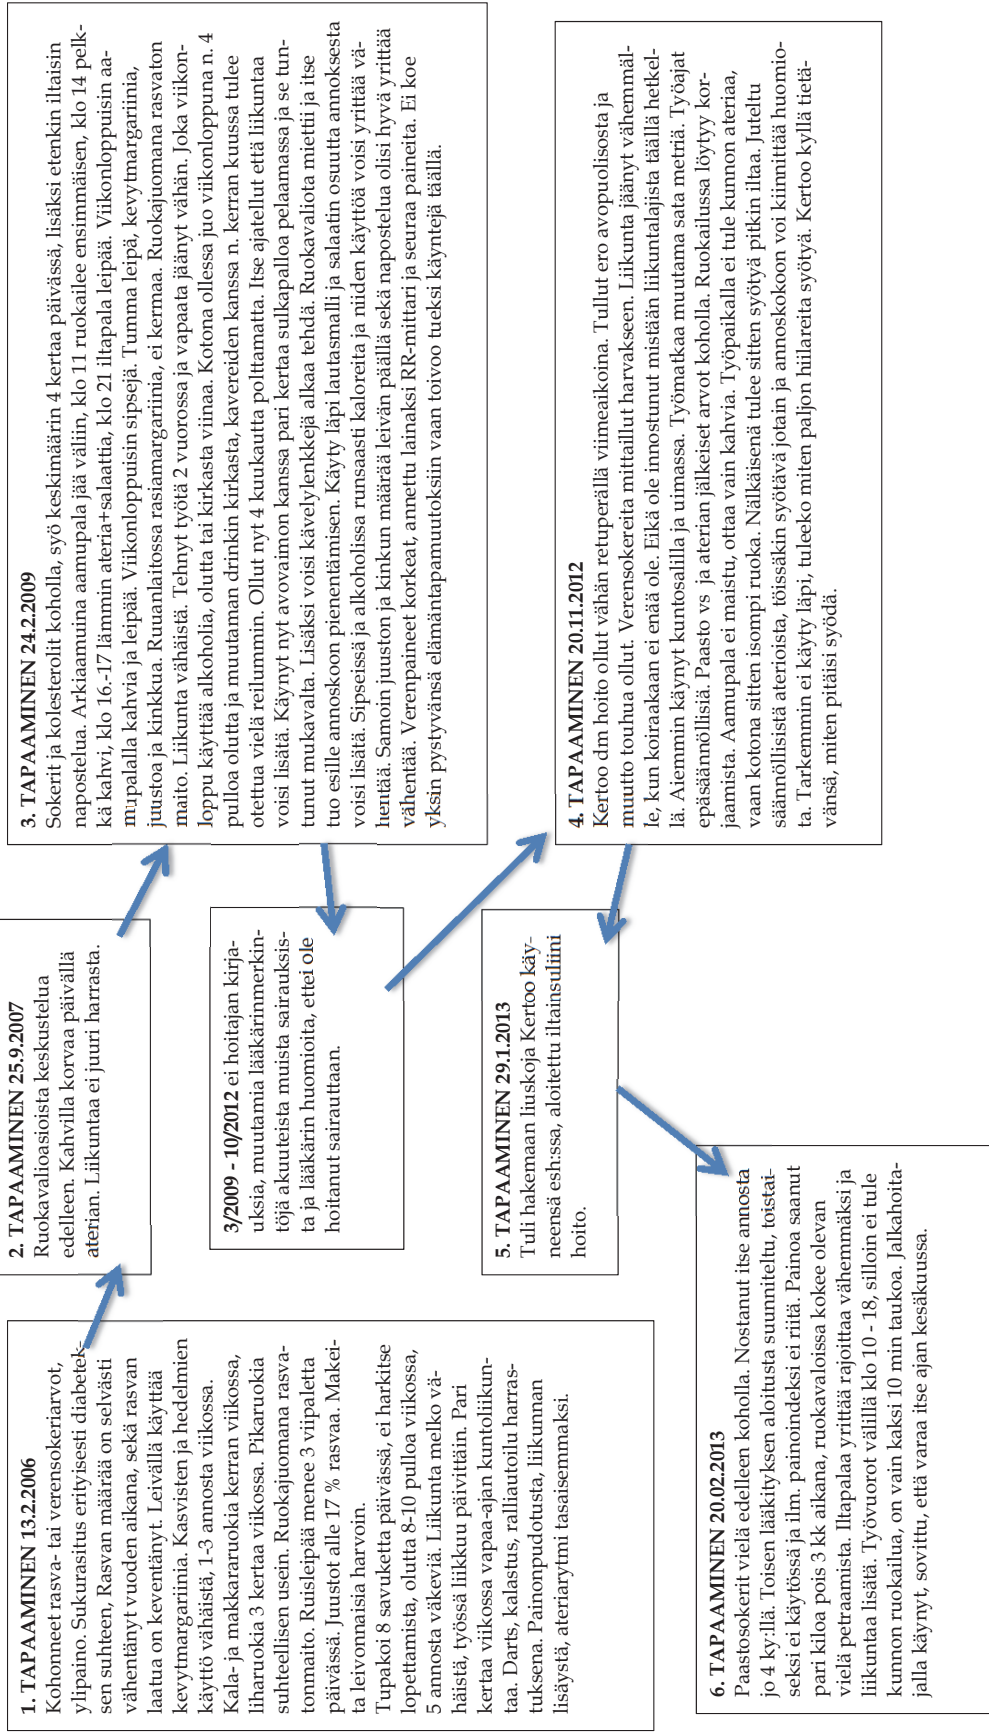 1. TAPAAMINEN 13.2.2006
Kohonneet rasva- tai verensokeriarvot,
ylipaino. Sukurasitus erityisesti diabetek-
sen suhteen, Rasvan määrää on selvästi
vähentänyt vuoden aikana, sekä rasvan
laatua on keventänyt. Leivällä käyttää
kevytmargariinia. Kasvisten ja hedelmien
käyttö vähäistä, 1-3 annosta viikossa.
Kala- ja makkararuokia kerran viikossa,
liharuokia 3 kertaa viikossa. Pikaruokia
suhteellisen usein. Ruokajuomana rasva-
tonmaito. Ruisleipää menee 3 viipaletta
päivässä. Juustot alle 17 % rasvaa. Makei-
ta leivonnaisia harvoin.
Tupakoi 8 savuketta päivässä, ei harkitse
lopettamista, olutta 8-10 pulloa viikossa,
5 annosta väkeviä. Liikunta melko vä-
häistä, työssä liikkuu päivittäin. Pari
kertaa viikossa vapaa-ajan kuntoliikun-
taa. Darts, kalastus, ralliautoilu harras-
tuksena. Painonpudotusta, liikunnan
lisäystä, ateriarytmi tasaisemmaksi.
2. TAPAAMINEN 25.9.2007
Ruokavalioasioista keskustelua
edelleen. Kahvilla korvaa päivällä
aterian. Liikuntaa ei juuri harrasta.
3. TAPAAMINEN 24.2.2009
Sokerit ja kolesterolit koholla, syö keskimäärin 4 kertaa päivässä, lisäksi etenkin iltaisin
napostelua. Arkiaamuina aamupala jää väliin, klo 11 ruokailee ensimmäisen, klo 14 pelk-
kä kahvi, klo 16.-17 lämmin ateria+salaattia, klo 21 iltapala leipää. Viikonloppuisin aa-
mupalalla kahvia ja leipää. Viikonloppuisin sipsejä. Tumma leipä, kevytmargariinia,
juustoa ja kinkkua. Ruuanlaitossa rasiamargariinia, ei kermaa. Ruokajuomana rasvaton
maito. Liikunta vähäistä. Tehnyt työtä 2 vuorossa ja vapaata jäänyt vähän. Joka viikon-
loppu käyttää alkoholia, olutta tai kirkasta viinaa. Kotona ollessa juo viikonloppuna n. 4
pulloa olutta ja muutaman drinkin kirkasta, kavereiden kanssa n. kerran kuussa tulee
otettua vielä reilummin. Ollut nyt 4 kuukautta polttamatta. Itse ajatellut että liikuntaa
voisi lisätä. Käynyt nyt avovaimon kanssa pari kertaa sulkapalloa pelaamassa ja se tun-
tunut mukavalta. Lisäksi voisi kävelylenkkejä alkaa tehdä. Ruokavaliota mietti ja itse
tuo esille annoskoon pienentämisen. Käyty läpi lautasmalli ja salaatin osuutta annoksesta
voisi lisätä. Sipseissä ja alkoholissa runsaasti kaloreita ja niiden käyttöä voisi yrittää vä-
hentää. Samoin juuston ja kinkun määrää leivän päällä sekä napostelua olisi hyvä yrittää
vähentää. Verenpaineet korkeat, annettu lainaksi RR-mittari ja seuraa paineita. Ei koe
yksin pystyvänsä elämäntapamuutoksiin vaan toivoo tueksi käyntejä täällä.
3/2009 - 10/2012 ei hoitajan kirja-
uksia, muutamia lääkärinmerkin-
töjä akuuteista muista sairauksis-
ta ja lääkärin huomioita, ettei ole
hoitanut sairauttaan.
4. TAPAAMINEN 20.11.2012
Kertoo dm hoito ollut vähän retuperällä viimeaikoina. Tullut ero avopuolisosta ja
muutto touhua ollut. Verensokereita mittaillut harvakseen. Liikunta jäänyt vähemmäl-
le, kun koiraakaan ei enää ole. Eikä ole innostunut mistään liikuntalajista täällä hetkel-
lä. Aiemmin käynyt kuntosalilla ja uimassa. Työmatkaa muutama sata metriä. Työajat
epäsäännöllisiä. Paasto vs  ja aterian jälkeiset arvot koholla. Ruokailussa löytyy kor-
jaamista. Aamupala ei maistu, ottaa vain kahvia. Työpaikalla ei tule kunnon ateriaa,
vaan kotona sitten isompi ruoka. Nälkäisenä tulee sitten syötyä pitkin iltaa. Juteltu
säännöllisistä aterioista, töissäkin syötävä jotain ja annoskokoon voi kiinnittää huomio-
ta. Tarkemmin ei käyty läpi, tuleeko miten paljon hiilareita syötyä. Kertoo kyllä tietä-
vänsä, miten pitäisi syödä.
5. TAPAAMINEN 29.1.2013
Tuli hakemaan liuskoja Kertoo käy-
neensä esh:ssa, aloitettu iltainsuliini
hoito.
6. TAPAAMINEN 20.02.2013
Paastosokerit vielä edelleen koholla. Nostanut itse annosta
jo 4 ky:llä. Toisen lääkityksen aloitusta suunniteltu, toistai-
seksi ei käytössä ja ilm. painoindeksi ei riitä. Painoa saanut
pari kiloa pois 3 kk aikana, ruokavaloissa kokee olevan
vielä petraamista. Iltapalaa yrittää rajoittaa vähemmäksi ja
liikuntaa lisätä. Työvuorot välillä klo 10 - 18, silloin ei tule
kunnon ruokailua, on vain kaksi 10 min taukoa. Jalkahoita-
jalla käynyt, sovittu, että varaa itse ajan kesäkuussa.